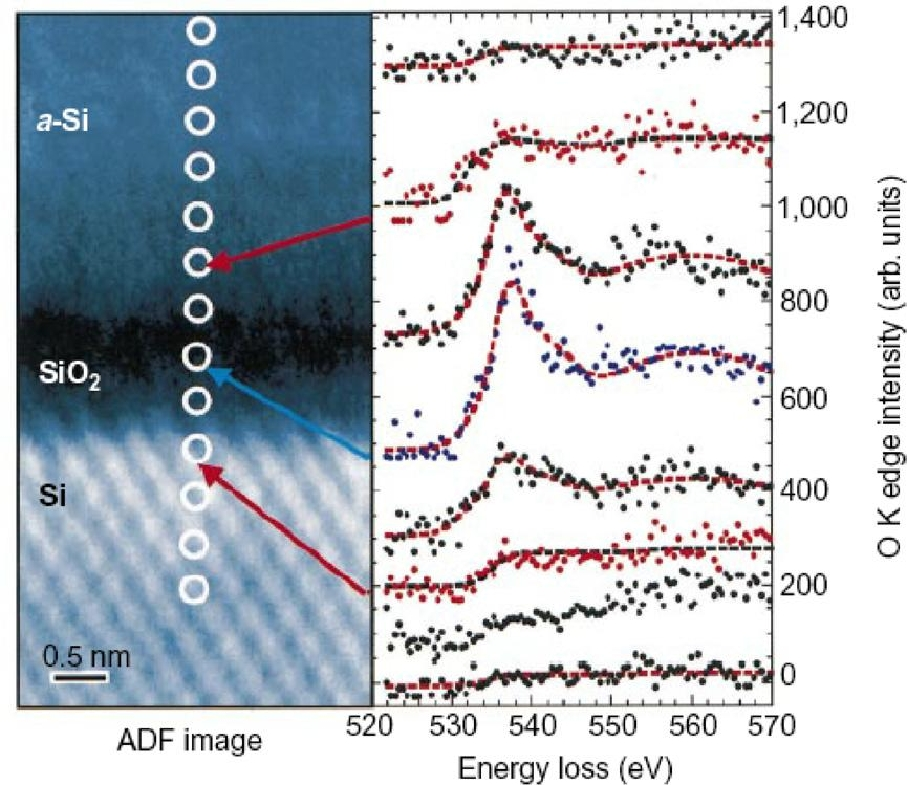 a-Si
SiO₂
Si
0.5 nm
ADF image
1,400
1,200
1,000
800
600
400
200
0
O K edge intensity (arb. units)
520 530 540 550 560 570
Energy loss (eV)